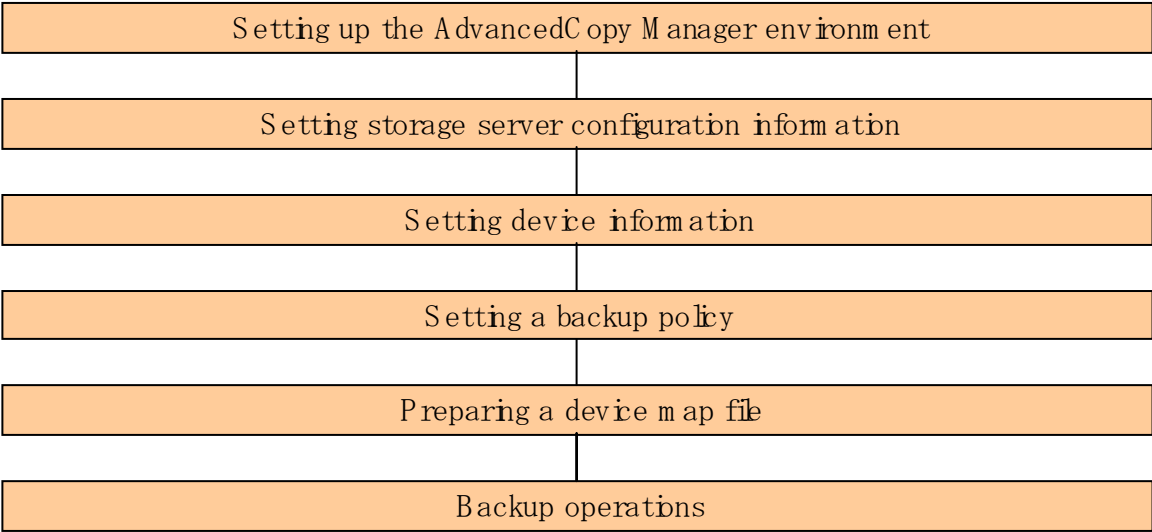 Setting up the AdvancedCopy Manager environment
Setting storage server configuration information
Setting device information
Setting a backup policy
Preparing a device map file
Backup operations